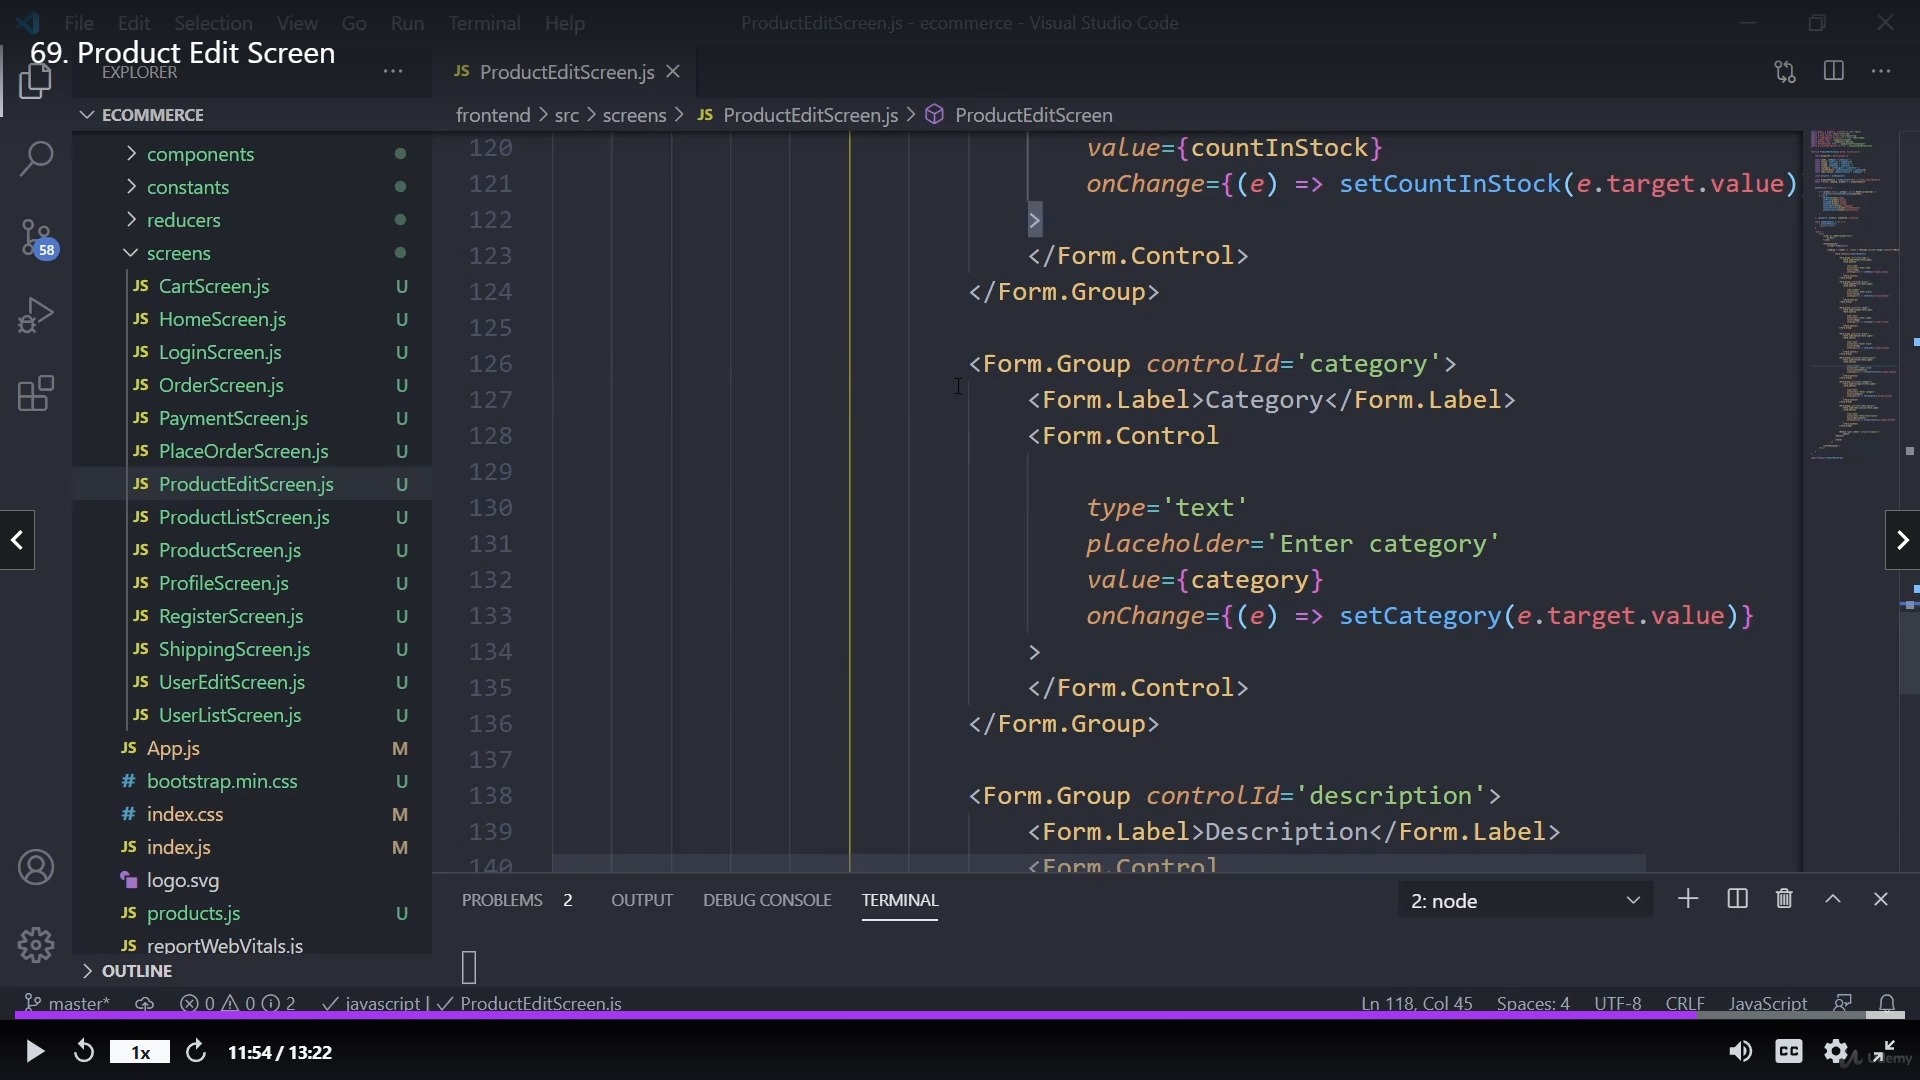 File Edit Selection View Go Run Terminal Help
ProductEditScreen.js - ecommerce - Visual Studio Code
69. Product Edit Screen
EXPLORER
JS ProductEditScreen.js
ECOMMERCE
frontend > src > screens > JS ProductEditScreen.js > ProductEditScreen
components
constants
reducers
screens
JS CartScreen.js U
JS HomeScreen.js U
JS LoginScreen.js U
JS OrderScreen.js U
JS PaymentScreen.js U
JS PlaceOrderScreen.js U
JS ProductEditScreen.js U
JS ProductListScreen.js U
JS ProductScreen.js U
JS ProfileScreen.js U
JS RegisterScreen.js U
JS ShippingScreen.js U
JS UserEditScreen.js U
JS UserListScreen.js U
JS App.js M
# bootstrap.min.css U
# index.css M
JS index.js M
logo.svg
JS products.js U
JS reportWebVitals.js
OUTLINE
58
120 value={countInStock}
121 onChange={(e) => setCountInStock(e.target.value)
122 >
123 </Form.Control>
124 </Form.Group>
125
126 <Form.Group controlId='category'>
127 <Form.Label>Category</Form.Label>
128 <Form.Control
129
130 type='text'
131 placeholder='Enter category'
132 value={category}
133 onChange={(e) => setCategory(e.target.value)}
134 >
135 </Form.Control>
136 </Form.Group>
137
138 <Form.Group controlId='description'>
139 <Form.Label>Description</Form.Label>
140 <Form.Control
PROBLEMS 2 OUTPUT DEBUG CONSOLE TERMINAL
2: node
master* 0 0 2 javascript | ProductEditScreen.js
Ln 118, Col 45 Spaces: 4 UTF-8 CRLF JavaScript
1x 11:54 / 13:22
CC
Udemy